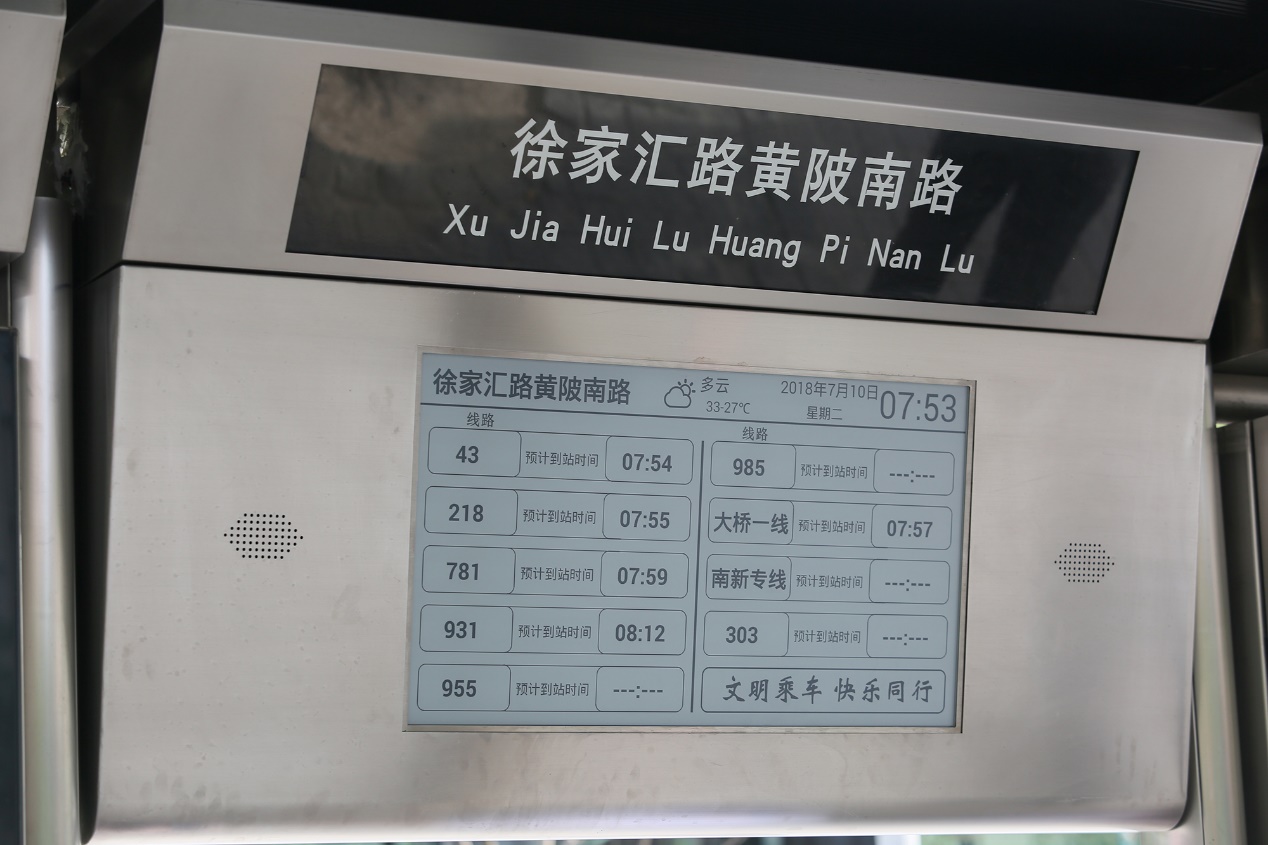 徐家汇路黄陂南路
Xu Jia Hui Lu Huang Pi Nan Lu
徐家汇路黄陂南路
多云
33-27℃
2018年7月10日
星期二
07:53
线路
43 预计到站时间 07:54
218 预计到站时间 07:55
781 预计到站时间 07:59
931 预计到站时间 08:12
955 预计到站时间 ---:---
线路
985 预计到站时间 ---:---
大桥一线 预计到站时间 07:57
南新专线 预计到站时间 ---:---
303 预计到站时间 ---:---
文明乘车 快乐同行